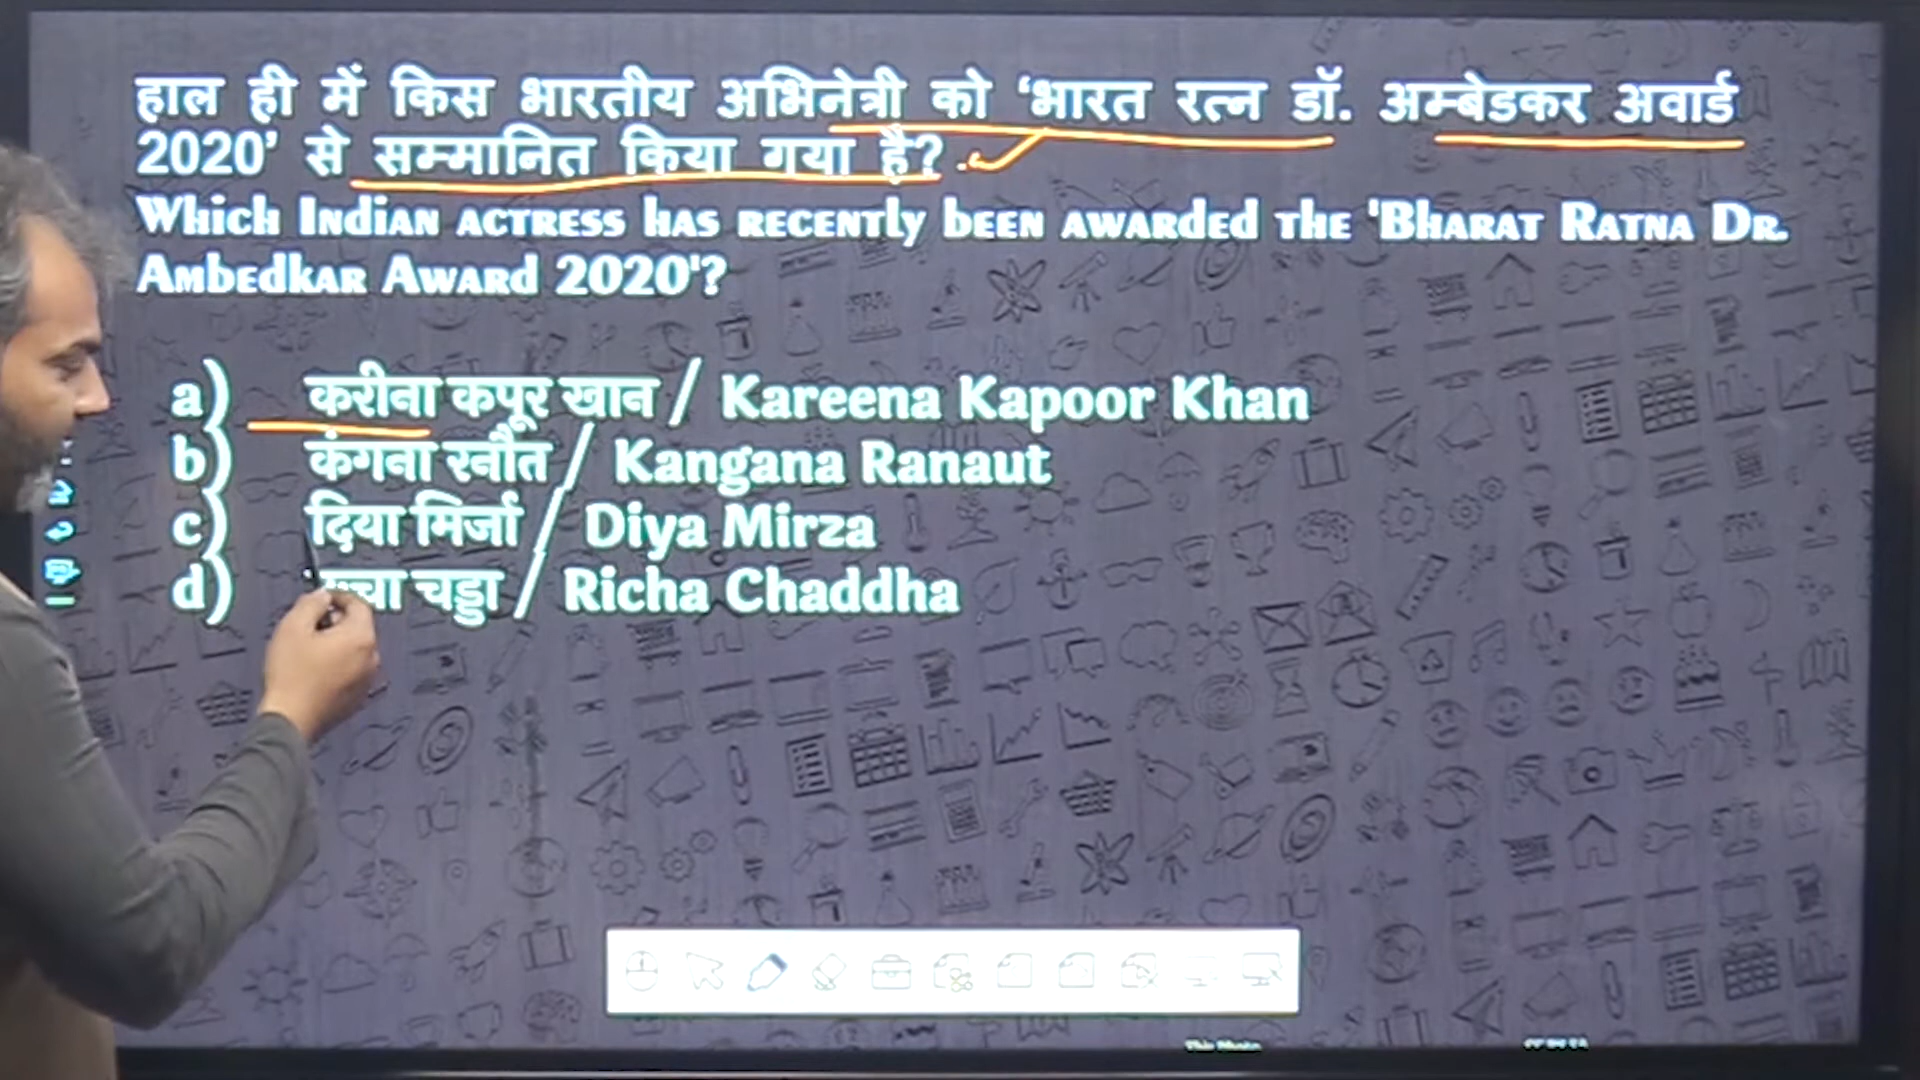 हाल ही में किस भारतीय अभिनेत्री को ‘भारत रत्न डॉ. अम्बेडकर अवार्ड
2020’ से सम्मानित किया गया है?
Which Indian actress has recently been awarded the 'Bharat Ratna Dr.
Ambedkar Award 2020'?
a) करीना कपूर खान / Kareena Kapoor Khan
b) कंगना रनौत / Kangana Ranaut
c) दिया मिर्जा / Diya Mirza
d) चड्डा / Richa Chaddha